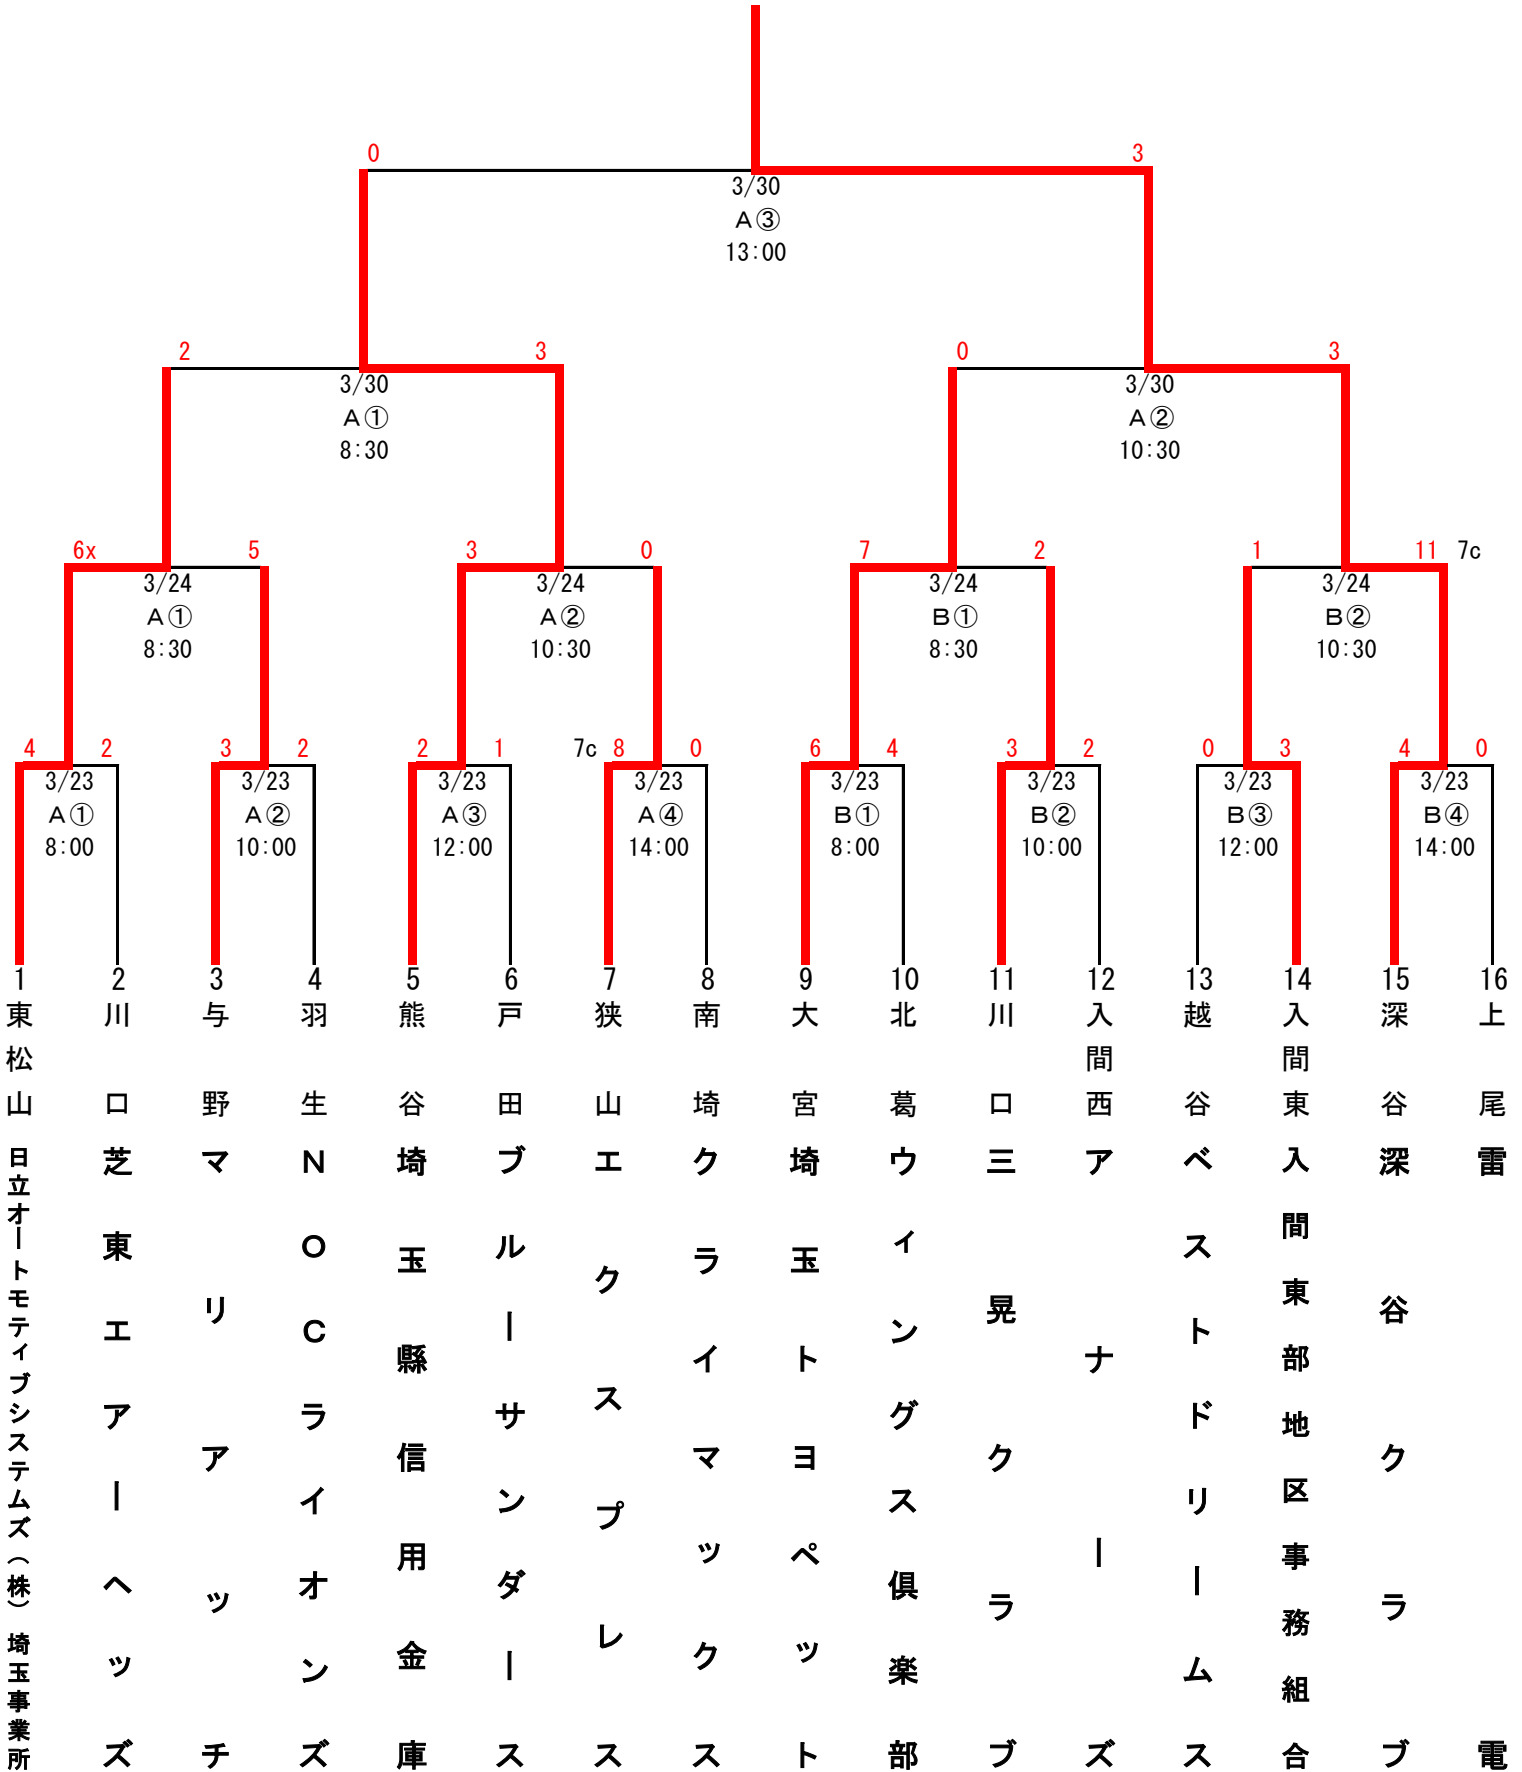 0 3
3/30
A③
13:00
2 3 0 3
3/30 3/30
A① A②
8:30 10:30
6x 5 3 0 7 2 1 11 7c
3/24 3/24 3/24 3/24
A① A② B① B②
8:30 10:30 8:30 10:30
4 2 3 2 2 1 7c 8 0 6 4 3 2 0 3 4 0
3/23 3/23 3/23 3/23 3/23 3/23 3/23 3/23
A① A② A③ A④ B① B② B③ B④
8:00 10:00 12:00 14:00 8:00 10:00 12:00 14:00
1 2 3 4 5 6 7 8 9 10 11 12 13 14 15 16
東松山
日立オートモティブシステムズ(株)埼玉事業所
川口
芝東エアーヘッズ
与野
マリアッチ
羽生
NOCライオンズ
熊谷
埼玉縣信用金庫
戸田
ブルーサンダース
狭山
エクスプレス
南埼
クライマックス
大宮
埼玉トヨペット
北葛
ウィングス倶楽部
川口
三晃クラブ
入間西
アナーズ
越谷
ベストドリームス
入間東
入間東部地区事務組合
深谷
深谷クラブ
上尾
雷電